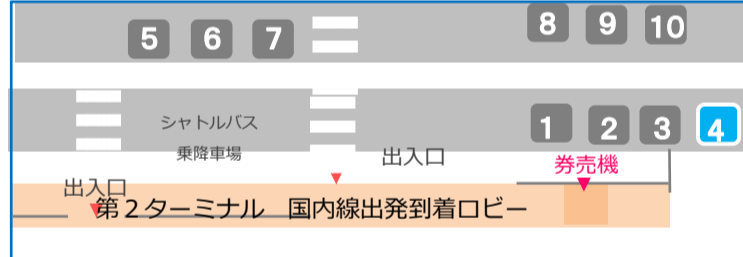 5 6 7
8 9 10
シャトルバス
乗降車場
1 2 3 4
出入口
券売機
出入口
第2ターミナル 国内線出発到着ロビー